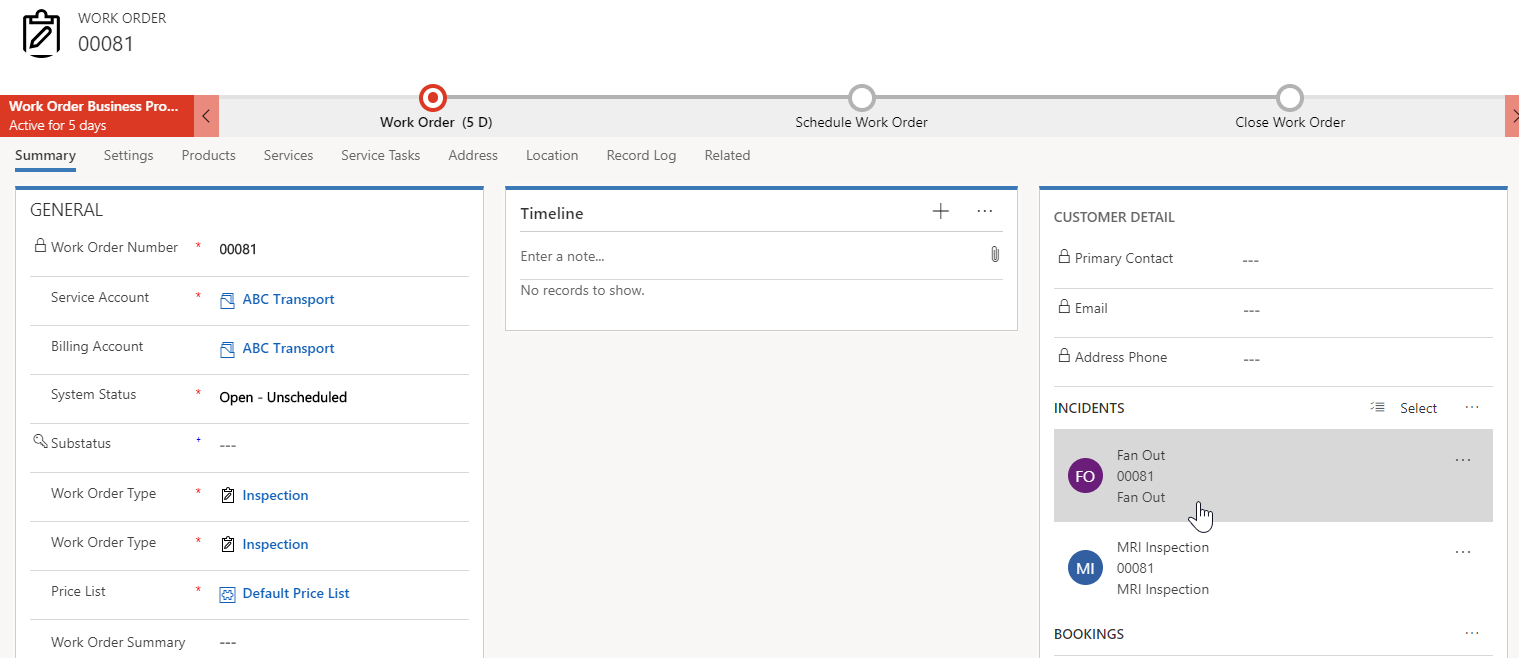 WORK ORDER
00081
Work Order Business Pro...
Active for 5 days
Work Order (5 D)
Schedule Work Order
Close Work Order
Summary
Settings
Products
Services
Service Tasks
Address
Location
Record Log
Related
GENERAL
Work Order Number * 00081
Service Account * ABC Transport
Billing Account ABC Transport
System Status * Open - Unscheduled
Substatus + ---
Work Order Type * Inspection
Work Order Type * Inspection
Price List * Default Price List
Work Order Summary ---
Timeline
Enter a note...
No records to show.
CUSTOMER DETAIL
Primary Contact ---
Email ---
Address Phone ---
INCIDENTS Select ...
FO
Fan Out
00081
Fan Out
MI
MRI Inspection
00081
MRI Inspection
BOOKINGS ...